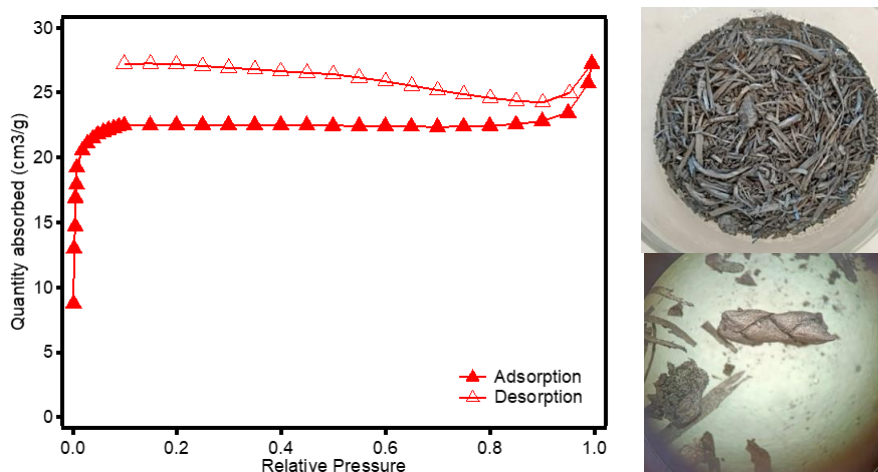 30
25
20
15
10
5
0
Quantity absorbed (cm3/g)
Adsorption
Desorption
0.0 0.2 0.4 0.6 0.8 1.0
Relative Pressure